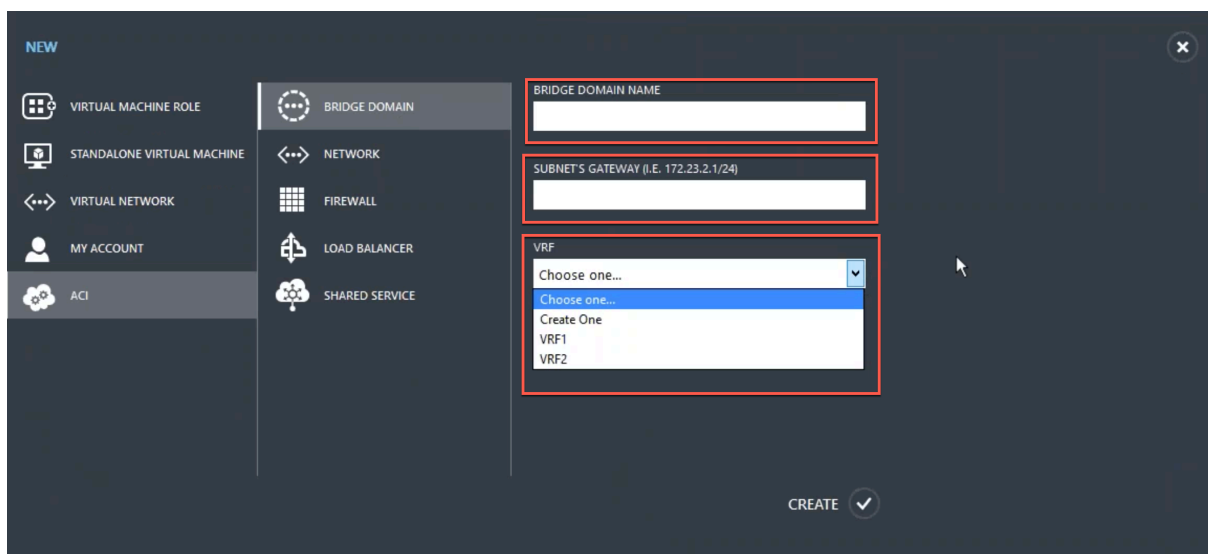 NEW
VIRTUAL MACHINE ROLE
STANDALONE VIRTUAL MACHINE
VIRTUAL NETWORK
MY ACCOUNT
ACI
BRIDGE DOMAIN
NETWORK
FIREWALL
LOAD BALANCER
SHARED SERVICE
BRIDGE DOMAIN NAME
SUBNET'S GATEWAY (I.E. 172.23.2.1/24)
VRF
Choose one...
Choose one...
Create One
VRF1
VRF2
CREATE